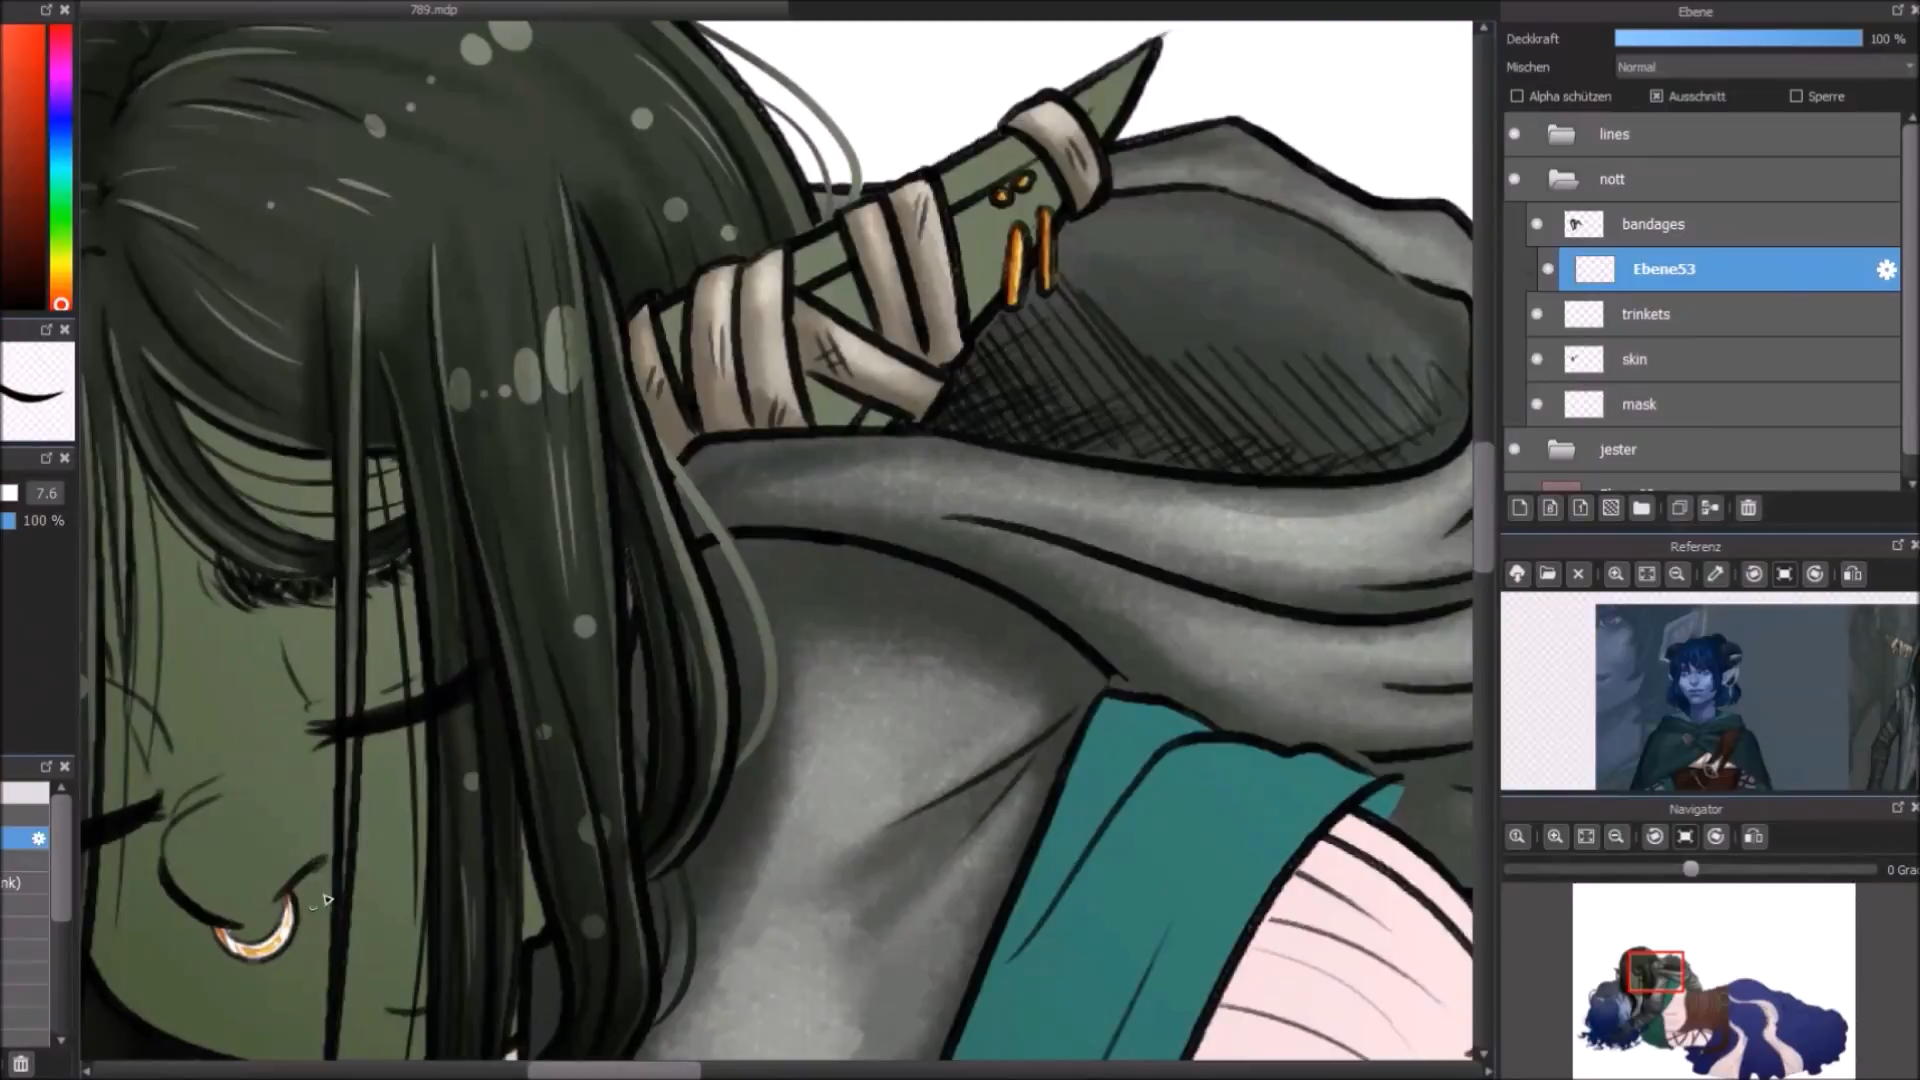 789.mdp
Ebene
Deckkraft
100 %
Mischen
Normal
Alpha schützen
Ausschnitt
Sperre
lines
nott
bandages
Ebene53
trinkets
skin
mask
jester
7.6
100 %
nk)
Referenz
Navigator
0 Gra